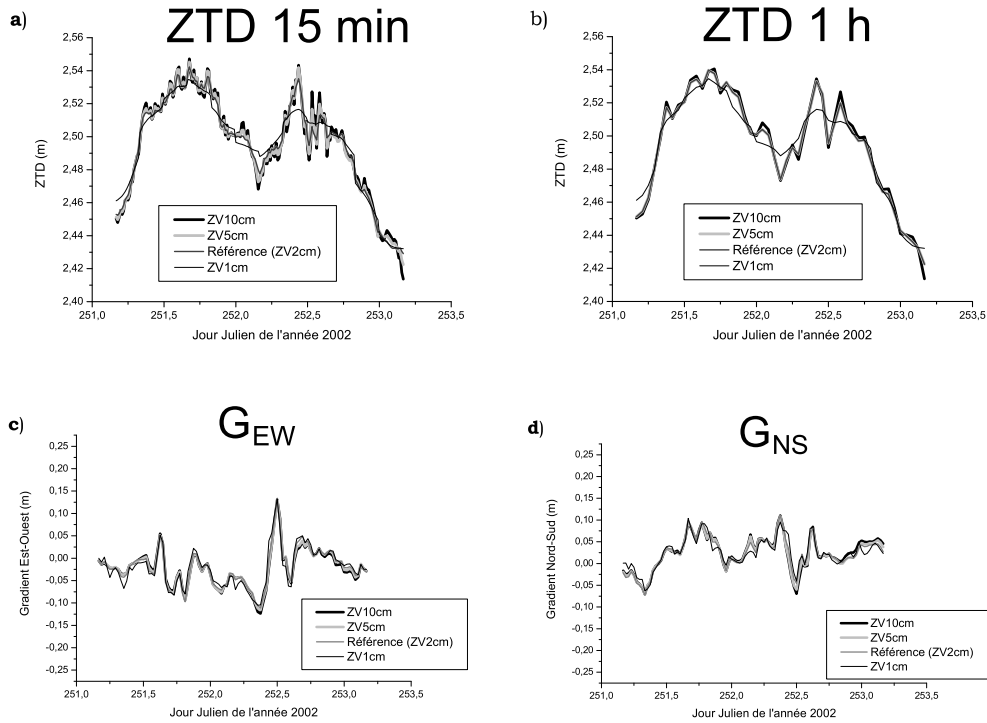 a)
ZTD 15 min
2,56
2,54
2,52
2,50
2,48
2,46
2,44
2,42
2,40
ZTD (m)
ZV10cm
ZV5cm
Référence (ZV2cm)
ZV1cm
251,0
251,5
252,0
252,5
253,0
253,5
Jour Julien de l'année 2002
b)
ZTD 1 h
2,56
2,54
2,52
2,50
2,48
2,46
2,44
2,42
2,40
ZTD (m)
ZV10cm
ZV5cm
Référence (ZV2cm)
ZV1cm
251,0
251,5
252,0
252,5
253,0
253,5
Jour Julien de l'année 2002
c)
GEW
0,25
0,20
0,15
0,10
0,05
0,00
-0,05
-0,10
-0,15
-0,20
-0,25
Gradient Est-Ouest (m)
ZV10cm
ZV5cm
Référence (ZV2cm)
ZV1cm
251,0
251,5
252,0
252,5
253,0
253,5
Jour Julien de l'année 2002
d)
GNS
0,25
0,20
0,15
0,10
0,05
0,00
-0,05
-0,10
-0,15
-0,20
-0,25
Gradient Nord-Sud (m)
ZV10cm
ZV5cm
Référence (ZV2cm)
ZV1cm
251,0
251,5
252,0
252,5
253,0
253,5
Jour Julien de l'année 2002